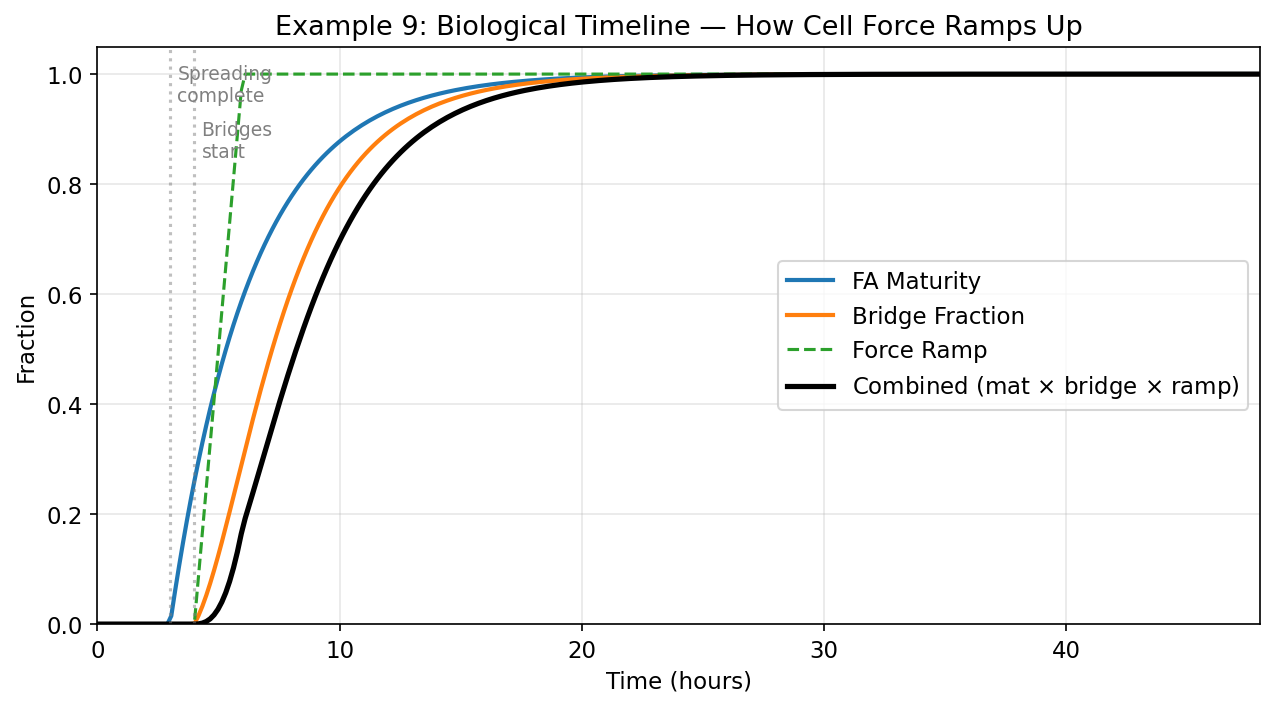 Example 9: Biological Timeline — How Cell Force Ramps Up
1.0
0.8
0.6
0.4
0.2
0.0
Fraction
Spreading
complete
Bridges
start
FA Maturity
Bridge Fraction
Force Ramp
Combined (mat × bridge × ramp)
0 10 20 30 40
Time (hours)